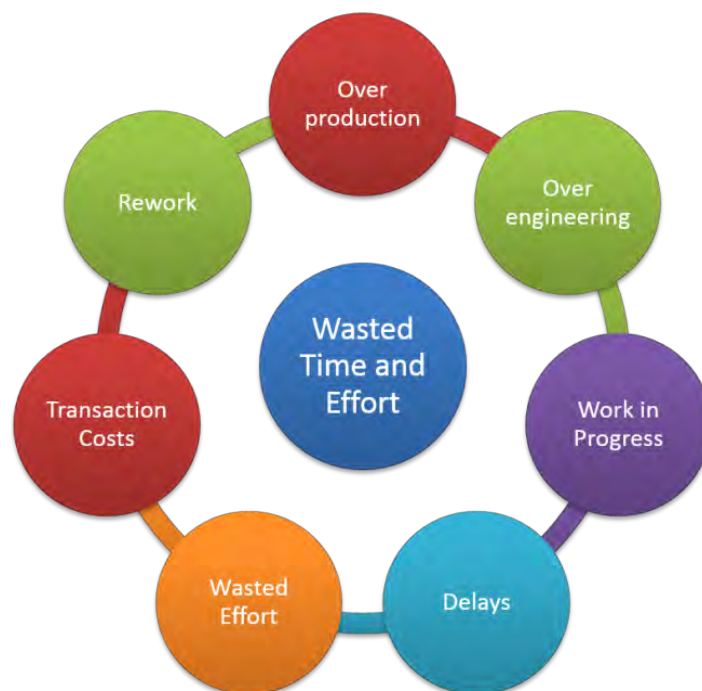 Over
production
Over
engineering
Work in
Progress
Delays
Wasted
Effort
Transaction
Costs
Rework
Wasted
Time and
Effort